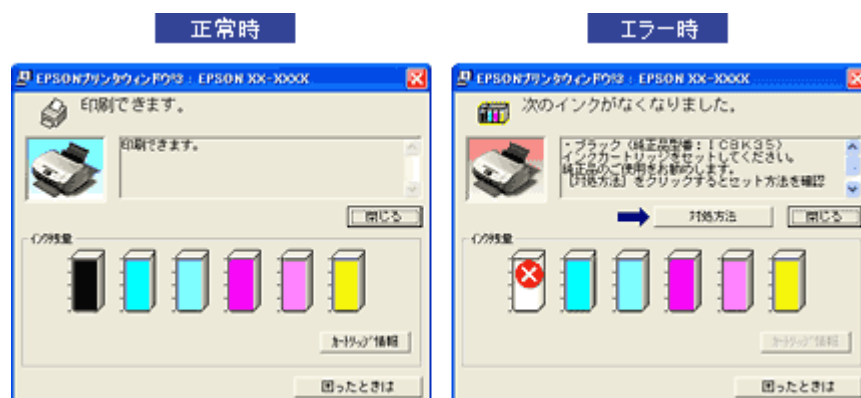 正常時
EPSONプリンタウィンドウ!3 : EPSON XX-XXXX
印刷できます。
印刷できます。
閉じる
インク残量
カートリッジ情報
困ったときは
エラー時
EPSONプリンタウィンドウ!3 : EPSON XX-XXXX
次のインクがなくなりました。
・ブラック（純正品型番：ICBK35）
インクカートリッジをセットしてください。
純正品のご使用をお勧めします。
[対処方法] をクリックするとセット方法を確認
対処方法
閉じる
インク残量
カートリッジ情報
困ったときは